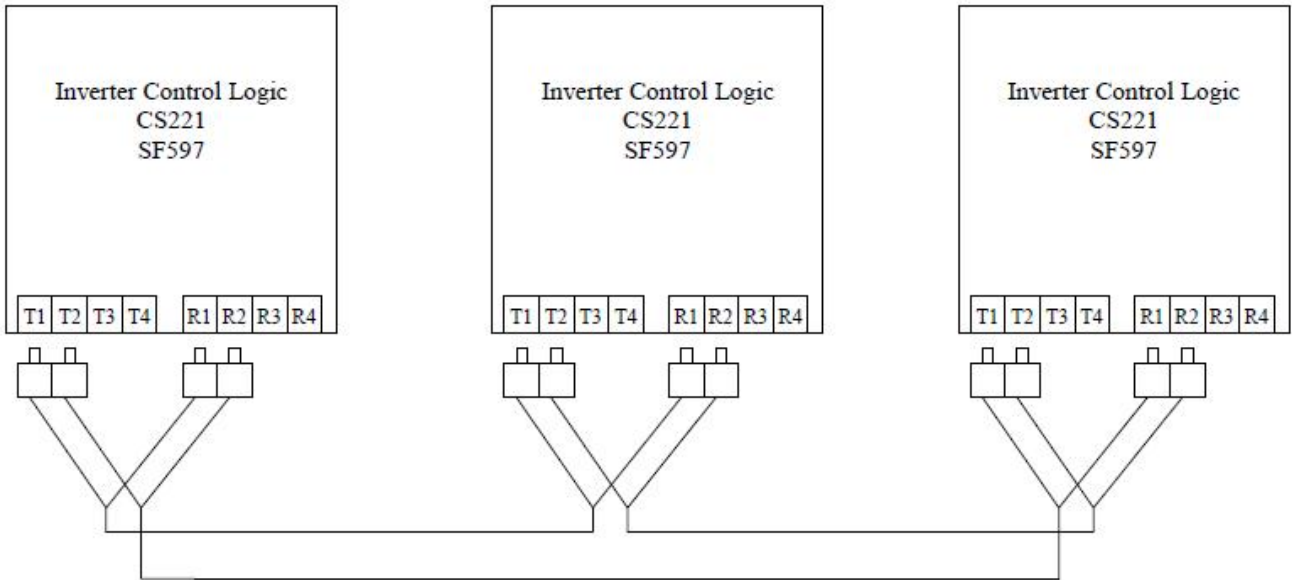 Inverter Control Logic
CS221
SF597
Inverter Control Logic
CS221
SF597
Inverter Control Logic
CS221
SF597
T1 T2 T3 T4 R1 R2 R3 R4
T1 T2 T3 T4 R1 R2 R3 R4
T1 T2 T3 T4 R1 R2 R3 R4